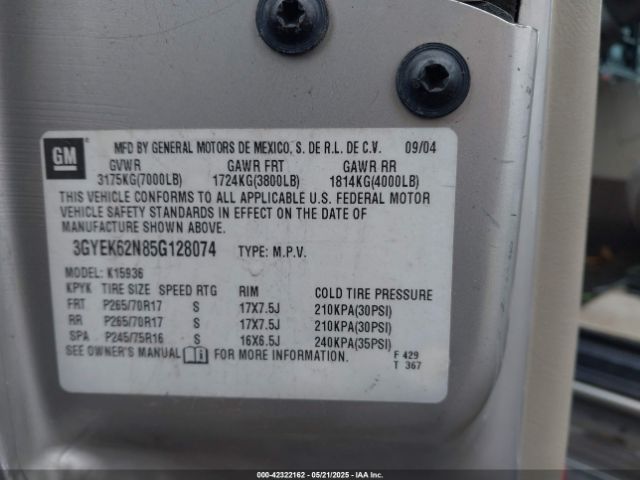 GM
MFD BY GENERAL MOTORS DE MEXICO, S. DE R.L. DE C.V. 09/04
GVWR GAWR FRT GAWR RR
3175KG(7000LB) 1724KG(3800LB) 1814KG(4000LB)
THIS VEHICLE CONFORMS TO ALL APPLICABLE U.S. FEDERAL MOTOR
VEHICLE SAFETY STANDARDS IN EFFECT ON THE DATE OF
MANUFACTURE SHOWN ABOVE.
3GYEK62N85G128074 TYPE: M.P.V.
MODEL: K15936
KPYK TIRE SIZE SPEED RTG RIM COLD TIRE PRESSURE
FRT P265/70R17 S 17X7.5J 210KPA(30PSI)
RR P265/70R17 S 17X7.5J 210KPA(30PSI)
SPA P245/75R16 S 16X6.5J 240KPA(35PSI)
SEE OWNER'S MANUAL FOR MORE INFORMATION.
F 429
T 367
000-42322162 - 05/21/2025 - IAA Inc.